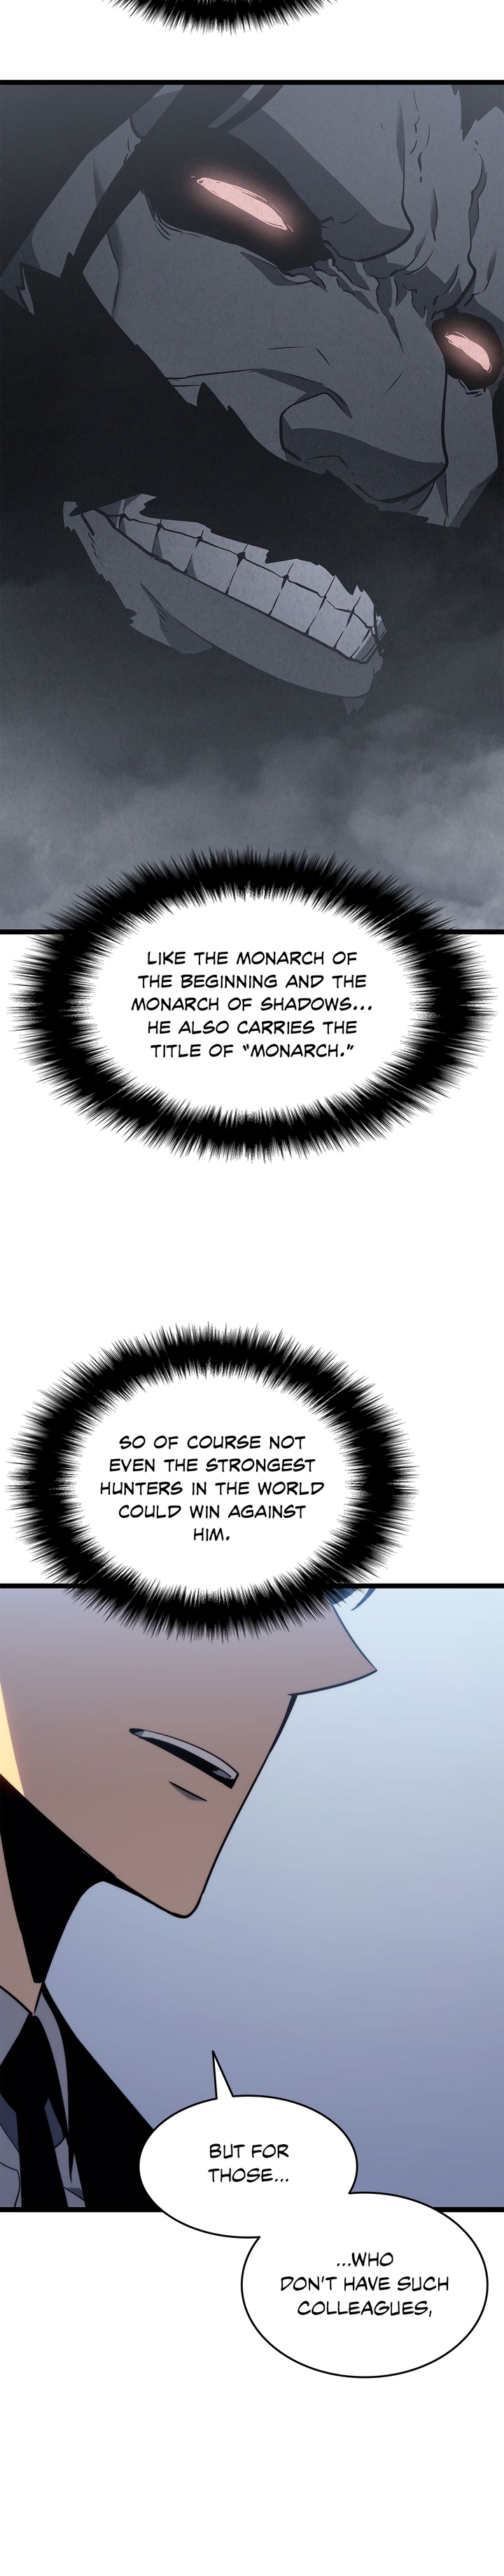 LIKE THE MONARCH OF
THE BEGINNING AND THE
MONARCH OF SHADOWS...
HE ALSO CARRIES THE
TITLE OF "MONARCH."
SO OF COURSE NOT
EVEN THE STRONGEST
HUNTERS IN THE WORLD
COULD WIN AGAINST
HIM.
BUT FOR
THOSE...
...WHO
DON'T HAVE SUCH
COLLEAGUES,